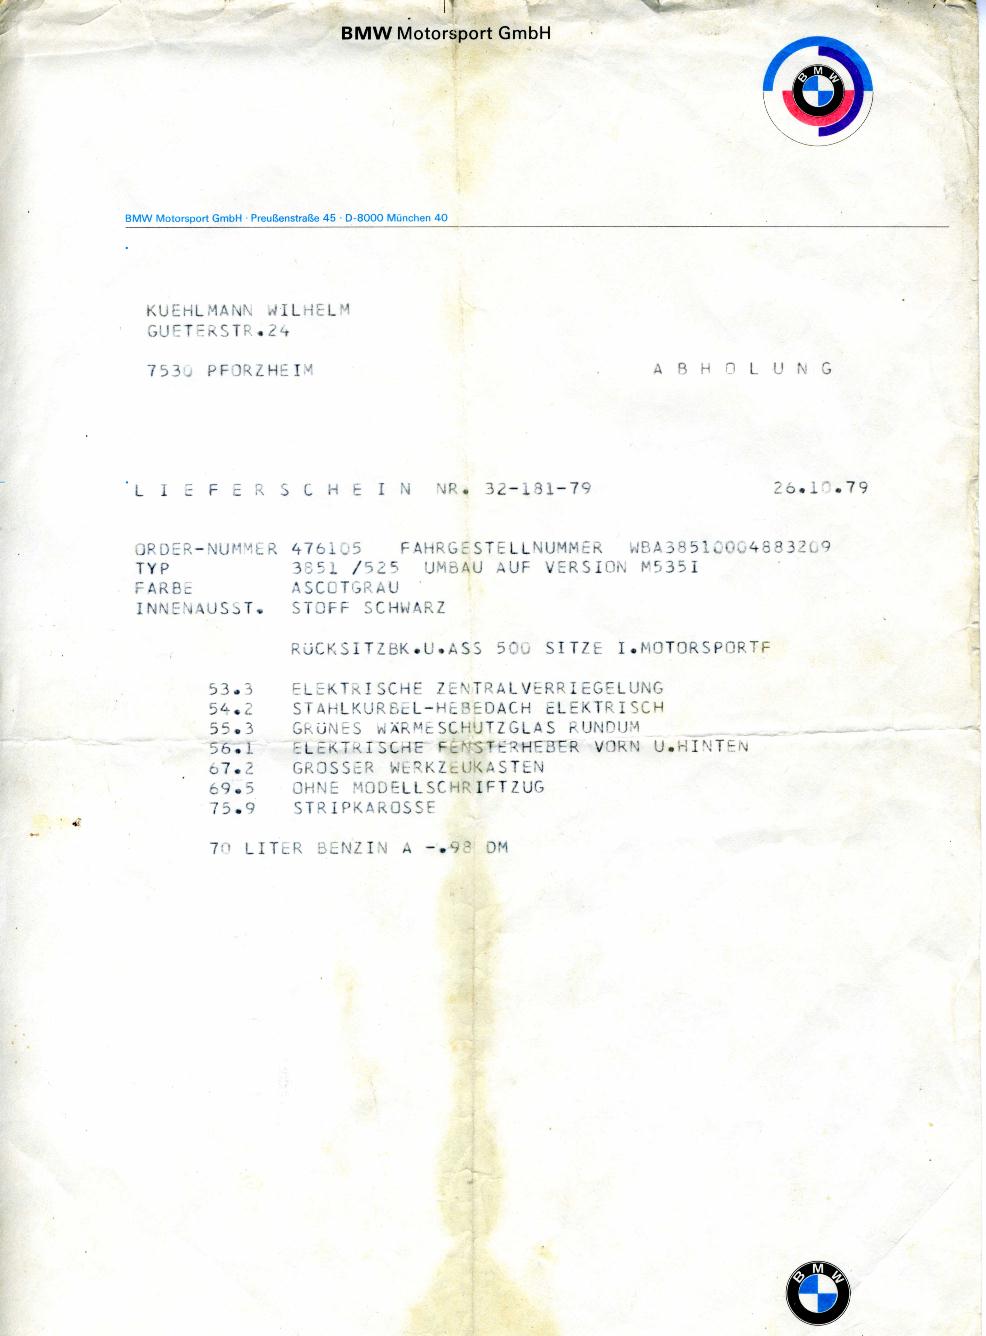 BMW Motorsport GmbH
BMW
BMW Motorsport GmbH · Preußenstraße 45 · D-8000 München 40
KUEHLMANN WILHELM
GUETERSTR.24
7530 PFORZHEIM
A B H O L U N G
L I E F E R S C H E I N NR. 32-181-79 26.10.79
ORDER-NUMMER 476105 FAHRGESTELLNUMMER WBA38510004883209
TYP 3851 /525 UMBAU AUF VERSION M535I
FARBE ASCOTGRAU
INNENAUSST. STOFF SCHWARZ
RÜCKSITZBK.U.ASS 500 SITZE I.MOTORSPORTF
53.3 ELEKTRISCHE ZENTRALVERRIEGELUNG
54.2 STAHLKURBEL-HEBEDACH ELEKTRISCH
55.3 GRÜNES WÄRMESCHUTZGLAS RUNDUM
56.1 ELEKTRISCHE FENSTERHEBER VORN U.HINTEN
67.2 GROSSER WERKZEUKASTEN
69.5 OHNE MODELLSCHRIFTZUG
75.9 STRIPKAROSSE
70 LITER BENZIN A -.98 DM
BMW